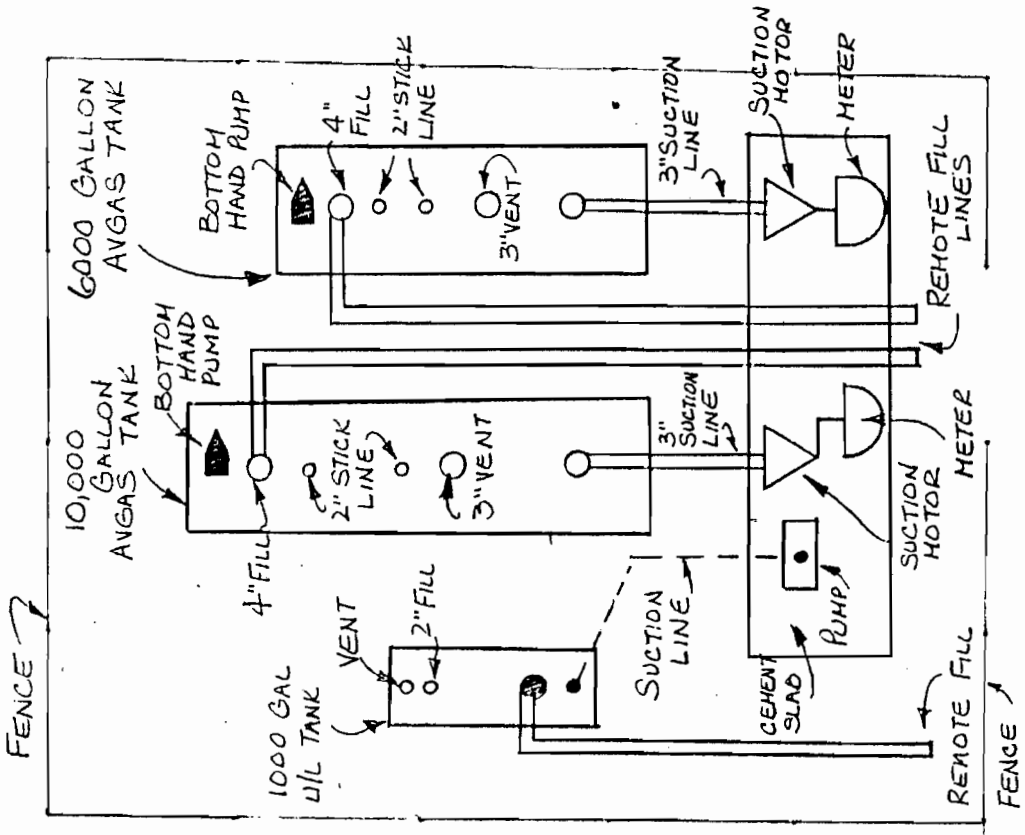 FENCE
10,000
GALLON
AVGAS TANK
BOTTOM
HAND
PUMP
4" FILL
2" STICK
LINE
3" VENT
3"
SUCTION
LINE
6000 GALLON
AVGAS TANK
BOTTOM
HAND PUMP
4"
FILL
2" STICK
LINE
3" VENT
3" SUCTION
LINE
SUCTION
MOTOR
METER
REMOTE FILL
LINES
1000 GAL
U/L TANK
VENT
2" FILL
SUCTION
LINE
CEMENT
SLAB
PUMP
SUCTION
MOTOR
METER
REMOTE FILL
FENCE